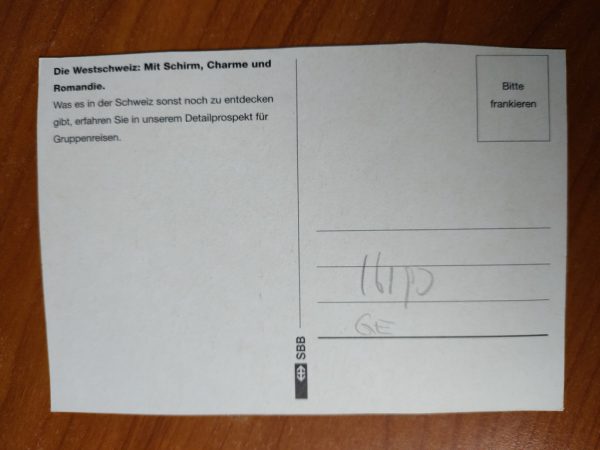 Die Westschweiz: Mit Schirm, Charme und
Romandie.
Was es in der Schweiz sonst noch zu entdecken
gibt, erfahren Sie in unserem Detailprospekt für
Gruppenreisen.
SBB
Bitte
frankieren
GE